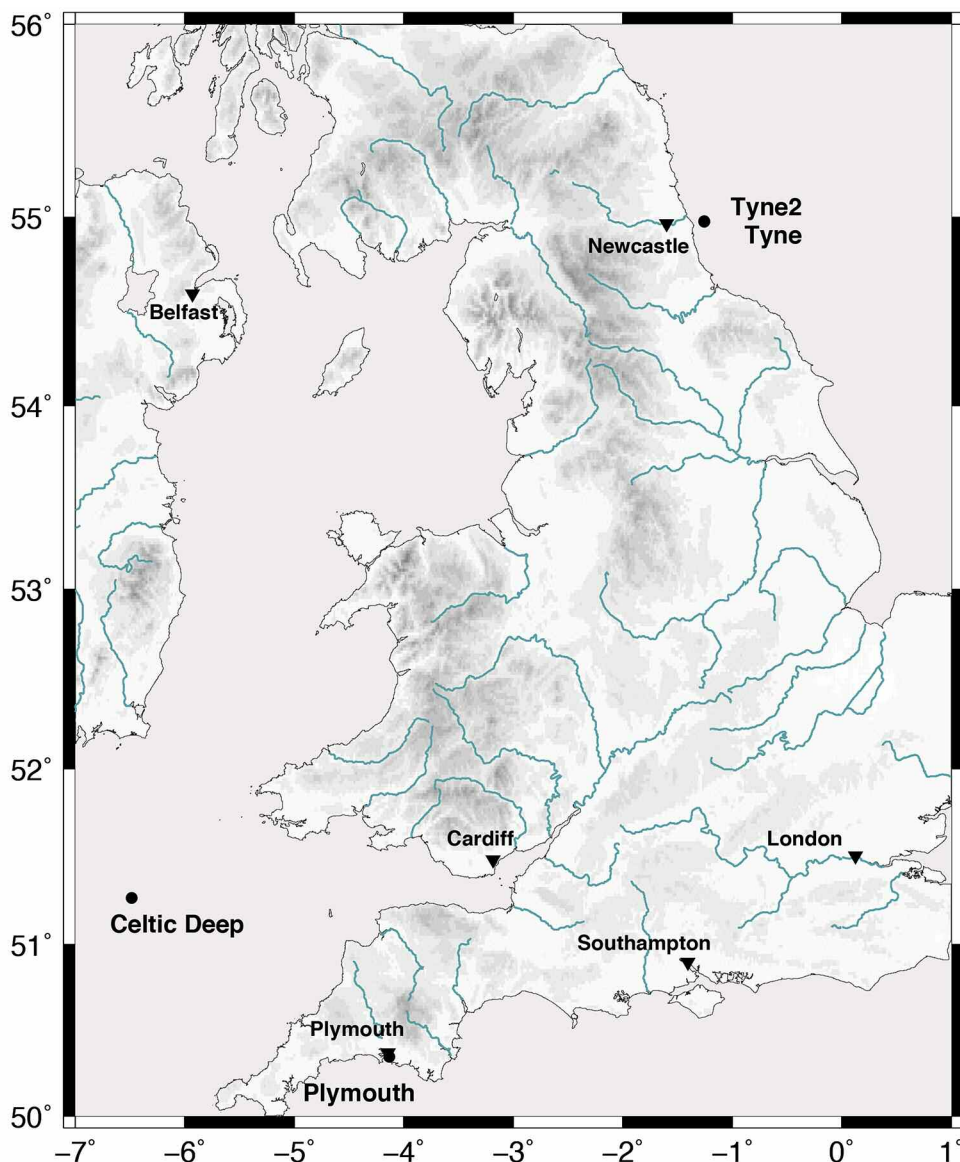 56°
55°
54°
53°
52°
51°
50°
Tyne2
Tyne
Newcastle
Belfast
Cardiff
London
Celtic Deep
Southampton
Plymouth
Plymouth
−7° −6° −5° −4° −3° −2° −1° 0° 1°